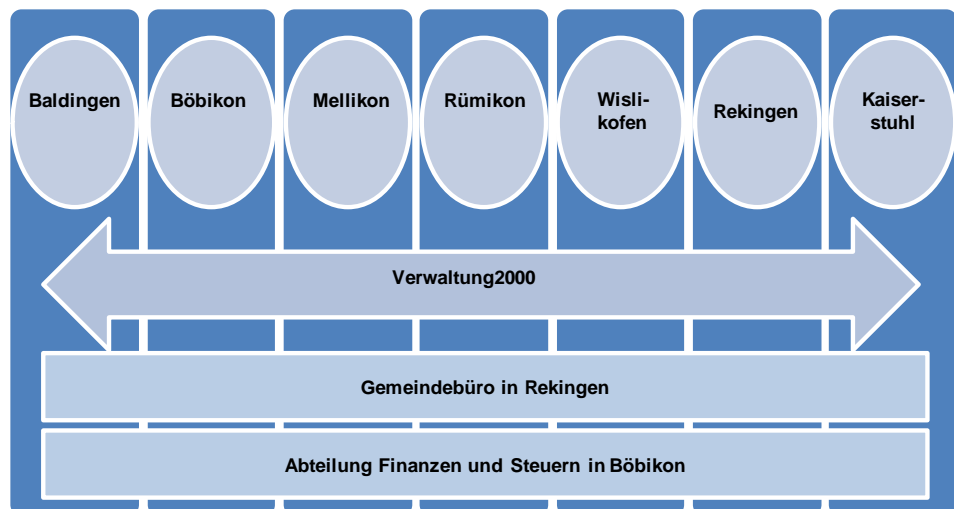 Baldingen
Böbikon
Mellikon
Rümikon
Wisli-
kofen
Rekingen
Kaiser-
stuhl
Verwaltung2000
Gemeindebüro in Rekingen
Abteilung Finanzen und Steuern in Böbikon